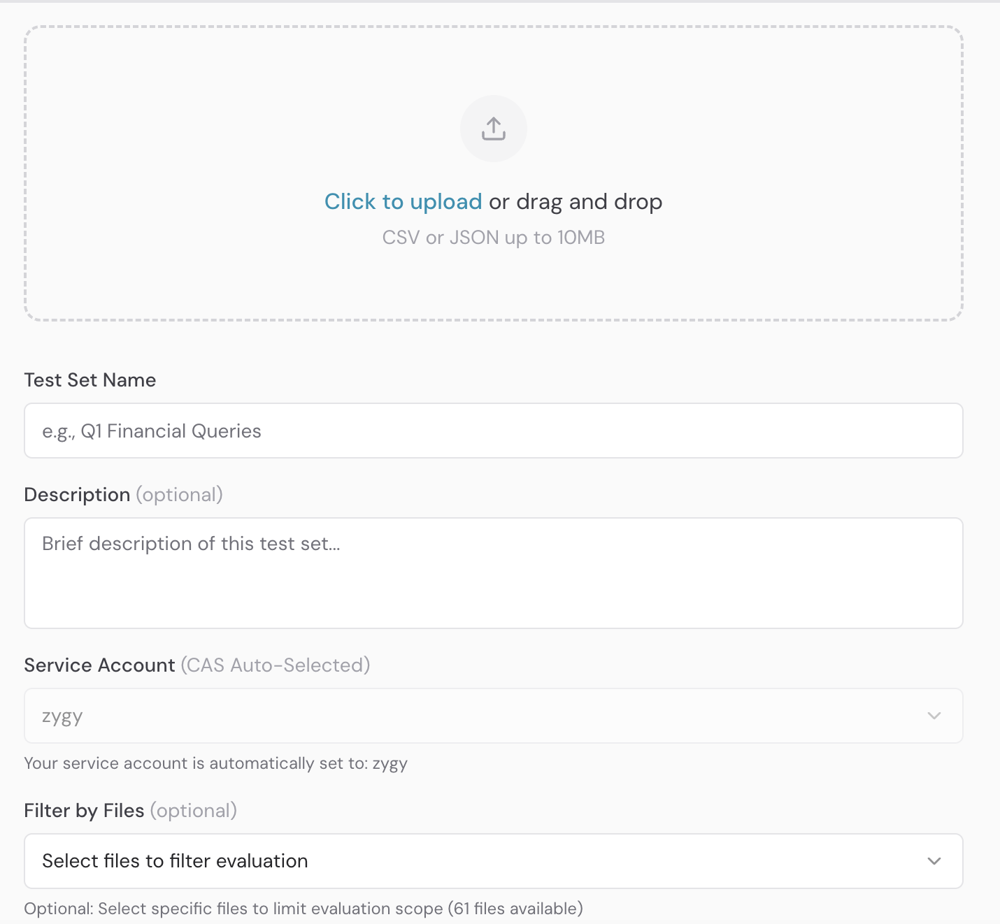 Click to upload or drag and drop
CSV or JSON up to 10MB
Test Set Name
e.g., Q1 Financial Queries
Description (optional)
Brief description of this test set...
Service Account (CAS Auto-Selected)
zygy
Your service account is automatically set to: zygy
Filter by Files (optional)
Select files to filter evaluation
Optional: Select specific files to limit evaluation scope (61 files available)